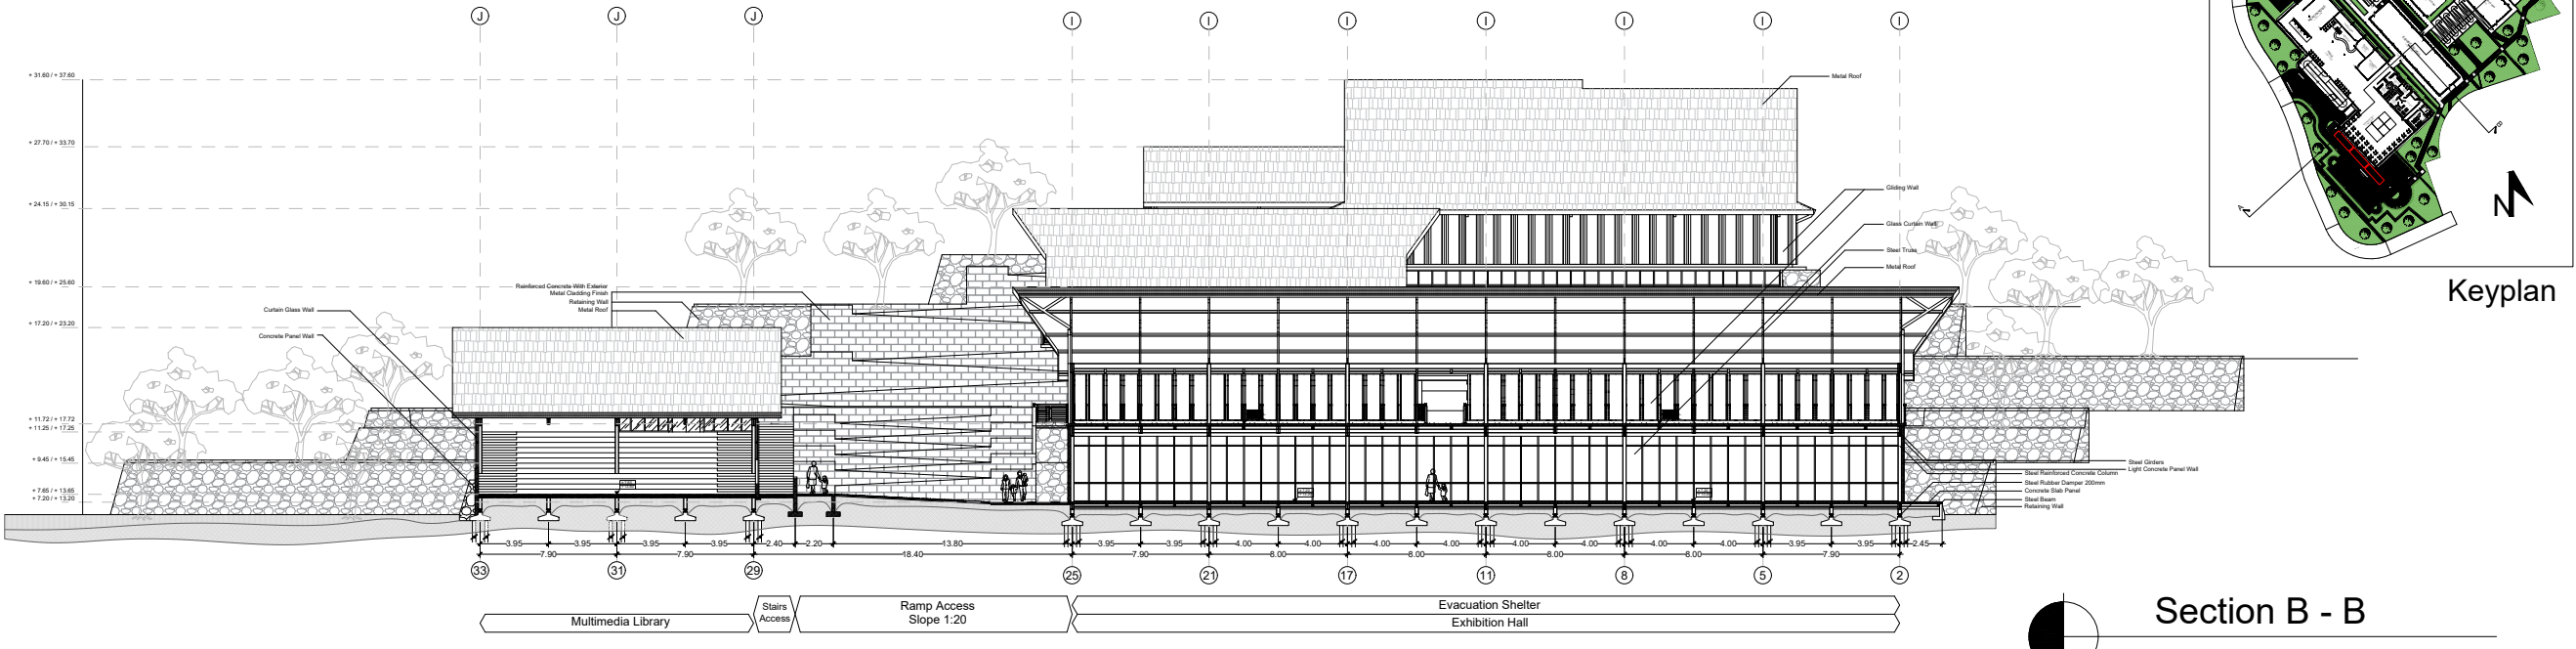 J J J I I I I I I I
+ 31.60 / + 37.60
+ 27.70 / + 33.70
+ 24.15 / + 30.15
+ 19.60 / + 25.60
+ 17.20 / + 23.20
+ 11.72 / + 17.72
+ 11.25 / + 17.25
+ 9.45 / + 15.45
+ 7.65 / + 13.65
+ 7.20 / + 13.20
Metal Roof
Gliding Wall
Glass Curtain Wall
Steel Truss
Metal Roof
Reinforced Concrete With Exterior
Metal Cladding Finish
Retaining Wall
Metal Roof
Curtain Glass Wall
Concrete Panel Wall
Steel Girders
Light Concrete Panel Wall
Steel Reinforced Concrete Column
Steel Rubber Damper 200mm
Concrete Slab Panel
Steel Beam
Retaining Wall
3.95 3.95 3.95 3.95 2.40 2.20 13.80 3.95 4.00 4.00 4.00 4.00 4.00 4.00 4.00 4.00 4.00 3.95 3.95 2.45
7.90 7.90 18.40 7.90 8.00 8.00 8.00 8.00 7.90
33 31 29 25 21 17 11 8 5 2
Multimedia Library
Stairs
Access
Ramp Access
Slope 1:20
Evacuation Shelter
Exhibition Hall
N
Keyplan
Section B - B